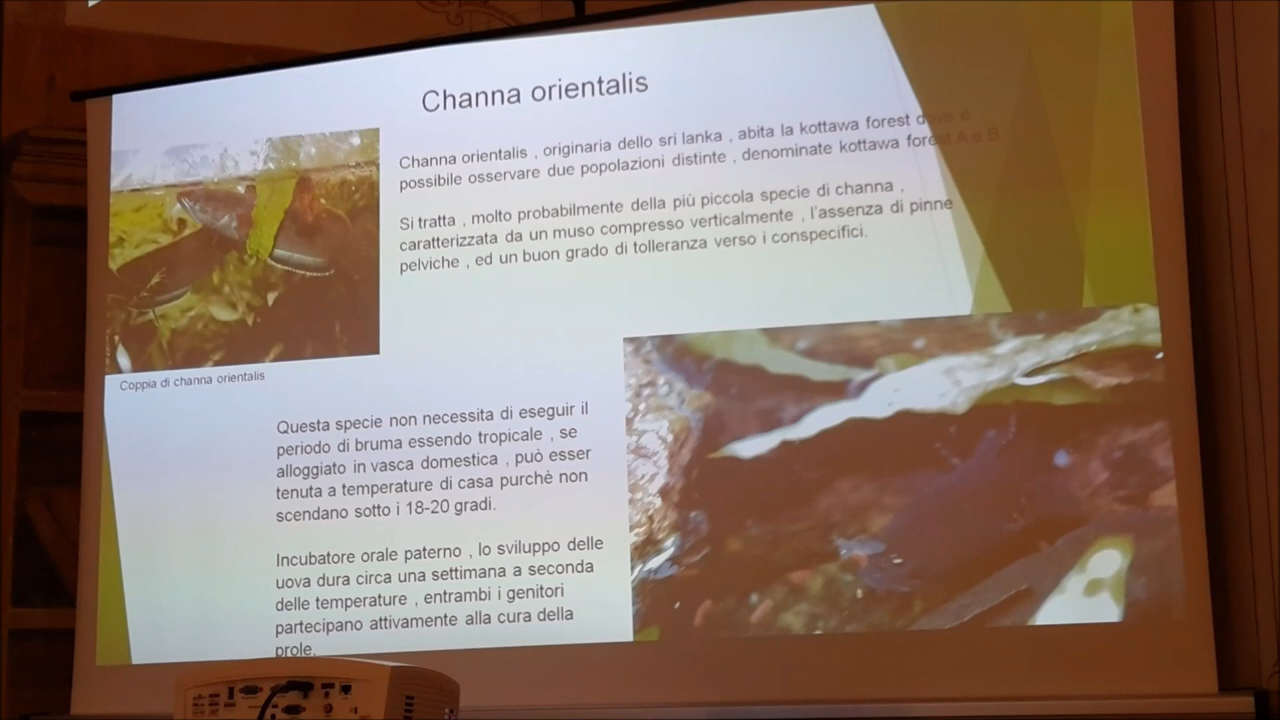 Channa orientalis
Channa orientalis , originaria dello sri lanka , abita la kottawa forest dove è
possibile osservare due popolazioni distinte , denominate kottawa forest A e B.
Si tratta , molto probabilmente della più piccola specie di channa ,
caratterizzata da un muso compresso verticalmente , l'assenza di pinne
pelviche , ed un buon grado di tolleranza verso i conspecifici.
Coppia di channa orientalis
Questa specie non necessita di eseguir il
periodo di bruma essendo tropicale , se
alloggiato in vasca domestica , può esser
tenuta a temperature di casa purchè non
scendano sotto i 18-20 gradi.
Incubatore orale paterno , lo sviluppo delle
uova dura circa una settimana a seconda
delle temperature , entrambi i genitori
partecipano attivamente alla cura della
prole.